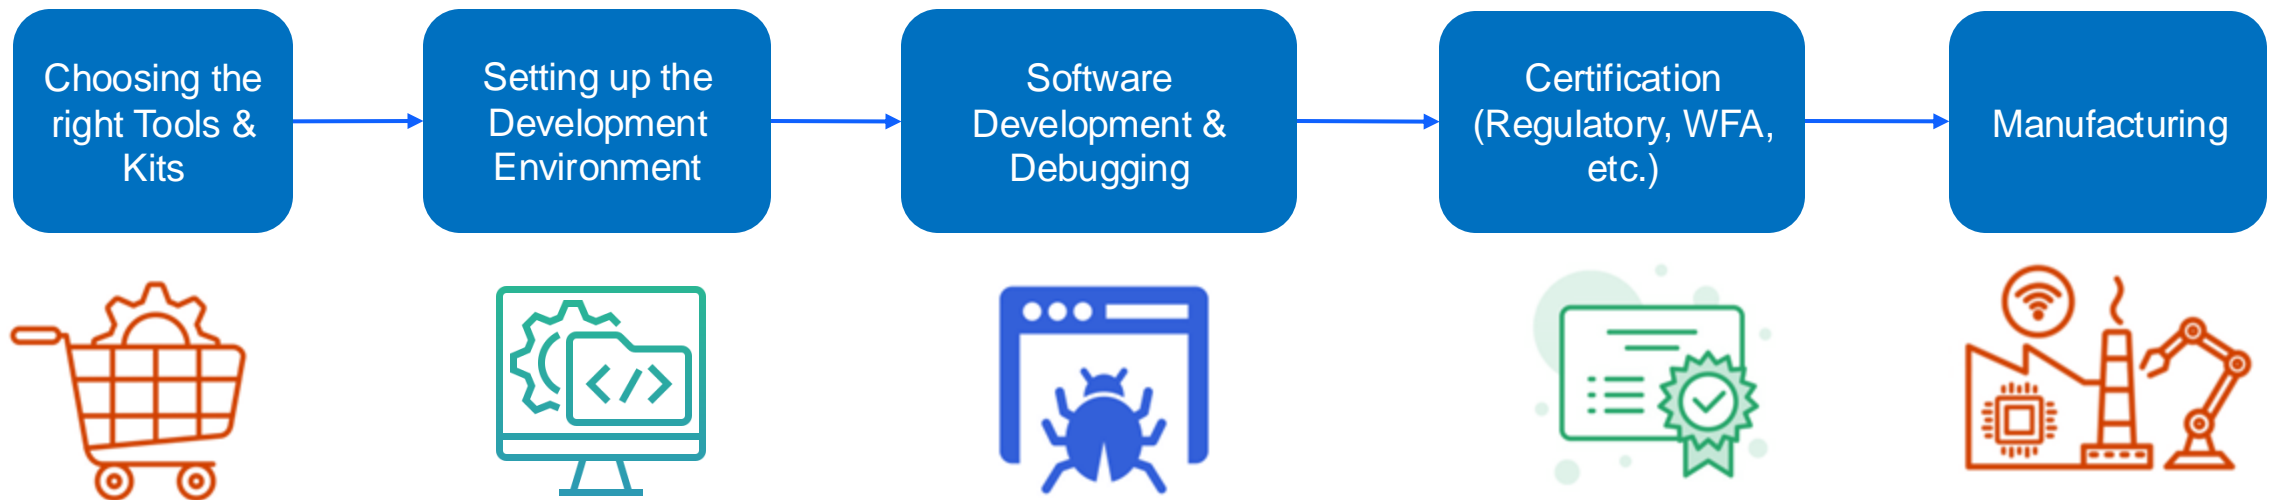 Choosing the
right Tools &
Kits
Setting up the
Development
Environment
Software
Development &
Debugging
Certification
(Regulatory, WFA,
etc.)
Manufacturing